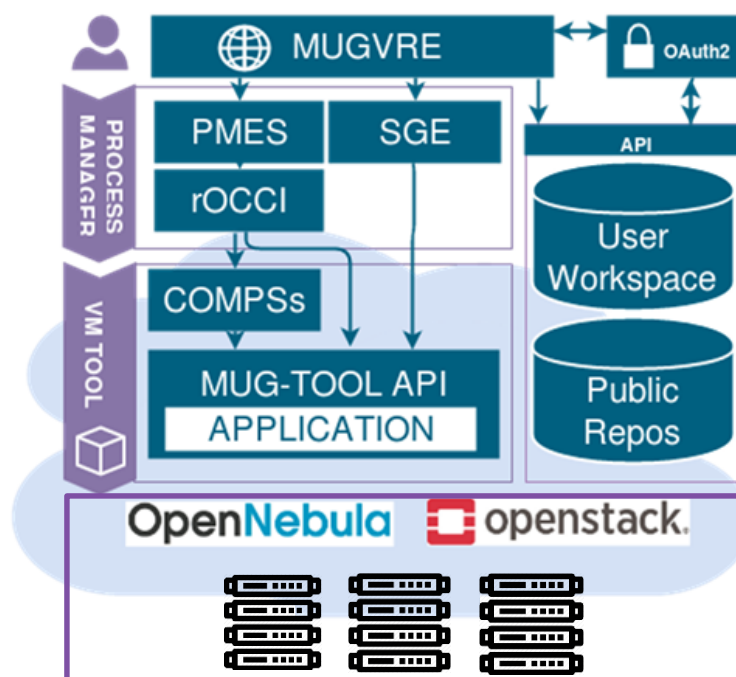 MUGVRE
OAuth2
PROCESS
MANAGER
PMES
SGE
API
rOCCI
User
Workspace
VM TOOL
COMPSs
MUG-TOOL API
APPLICATION
Public
Repos
OpenNebula
openstack.